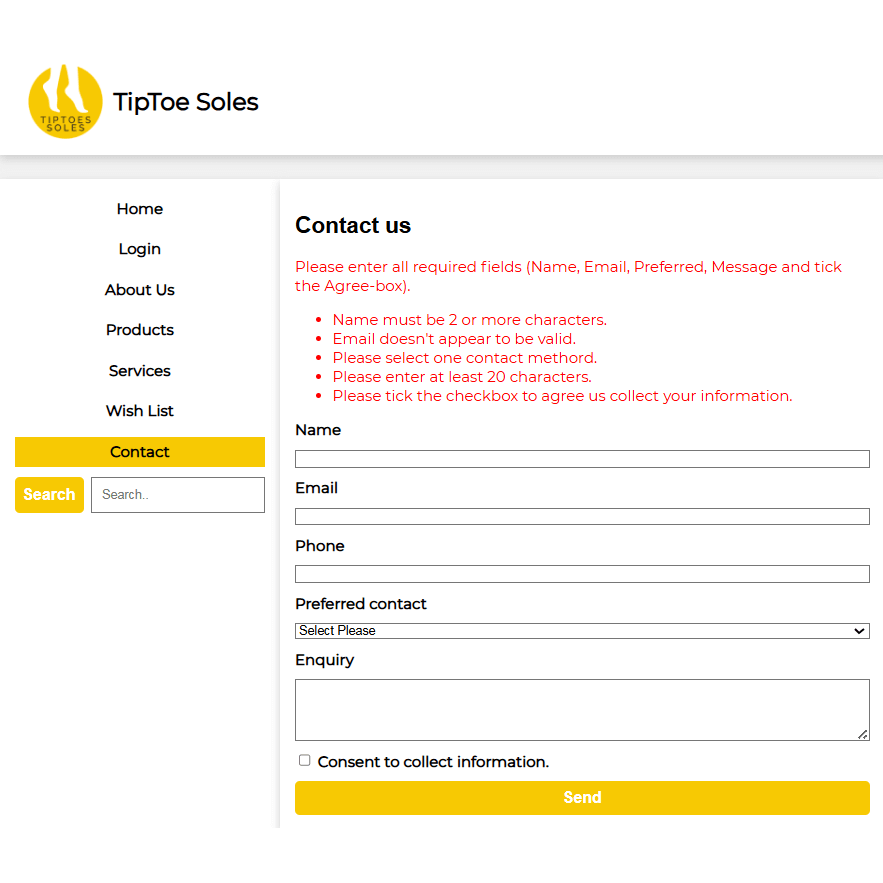 TIPTOES
SOLES
TipToe Soles
Home
Login
About Us
Products
Services
Wish List
Contact
Search
Search..
Contact us
Please enter all required fields (Name, Email, Preferred, Message and tick
the Agree-box).
Name must be 2 or more characters.
Email doesn't appear to be valid.
Please select one contact methord.
Please enter at least 20 characters.
Please tick the checkbox to agree us collect your information.
Name
Email
Phone
Preferred contact
Select Please
Enquiry
Consent to collect information.
Send